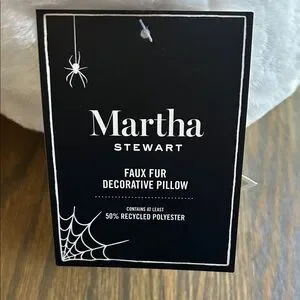 Martha
STEWART
FAUX FUR
DECORATIVE PILLOW
CONTAINS AT LEAST
50% RECYCLED POLYESTER